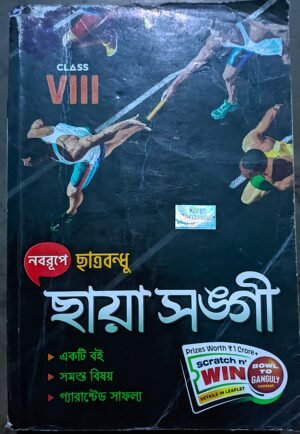 CLASS
VIII
নবরূপে ছাত্রবন্ধু
ছায়া সঙ্গী
একটি বই
সমস্ত বিষয়
গ্যারান্টেড সাফল্য
Prizes Worth ₹1 Crore+
scratch n'
WIN
DETAILS IN LEAFLET
BOWL
TO
GANGULY
contest